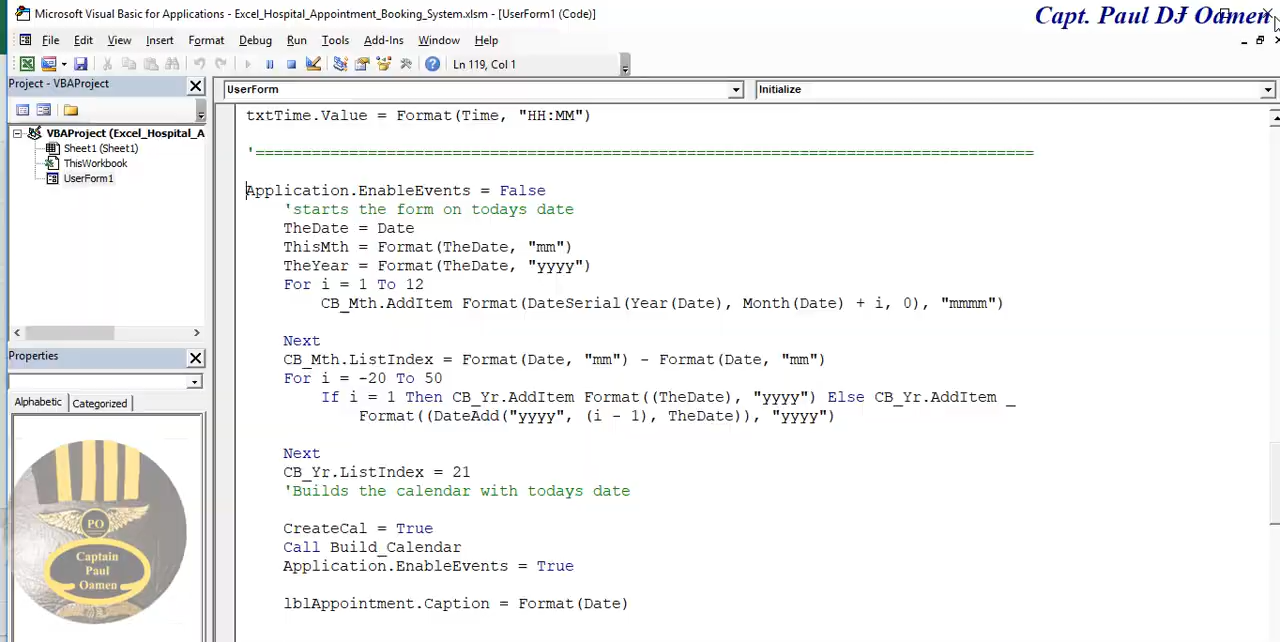 Microsoft Visual Basic for Applications - Excel_Hospital_Appointment_Booking_System.xlsm - [UserForm1 (Code)]
Capt. Paul DJ Oamen
File Edit View Insert Format Debug Run Tools Add-Ins Window Help
Ln 119, Col 1
Project - VBAProject
UserForm
Initialize
VBAProject (Excel_Hospital_A
Sheet1 (Sheet1)
ThisWorkbook
UserForm1
Properties
Alphabetic Categorized
PO
Captain
Paul
Oamen
txtTime.Value = Format(Time, "HH:MM")
'===================================================================================
Application.EnableEvents = False
'starts the form on todays date
TheDate = Date
ThisMth = Format(TheDate, "mm")
TheYear = Format(TheDate, "yyyy")
For i = 1 To 12
CB_Mth.AddItem Format(DateSerial(Year(Date), Month(Date) + i, 0), "mmmm")
Next
CB_Mth.ListIndex = Format(Date, "mm") - Format(Date, "mm")
For i = -20 To 50
If i = 1 Then CB_Yr.AddItem Format((TheDate), "yyyy") Else CB_Yr.AddItem _
Format((DateAdd("yyyy", (i - 1), TheDate)), "yyyy")
Next
CB_Yr.ListIndex = 21
'Builds the calendar with todays date
CreateCal = True
Call Build_Calendar
Application.EnableEvents = True
lblAppointment.Caption = Format(Date)